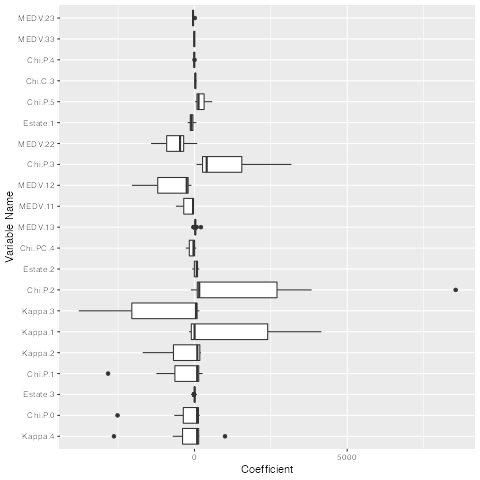 MEDV.23
MEDV.33
Chi.P.4
Chi.C.3
Chi.P.5
Estate.1
MEDV.22
Chi.P.3
MEDV.12
MEDV.11
MEDV.13
Chi.PC.4
Estate.2
Chi.P.2
Kappa.3
Kappa.1
Kappa.2
Chi.P.1
Estate.3
Chi.P.0
Kappa.4
Variable Name
0 5000
Coefficient